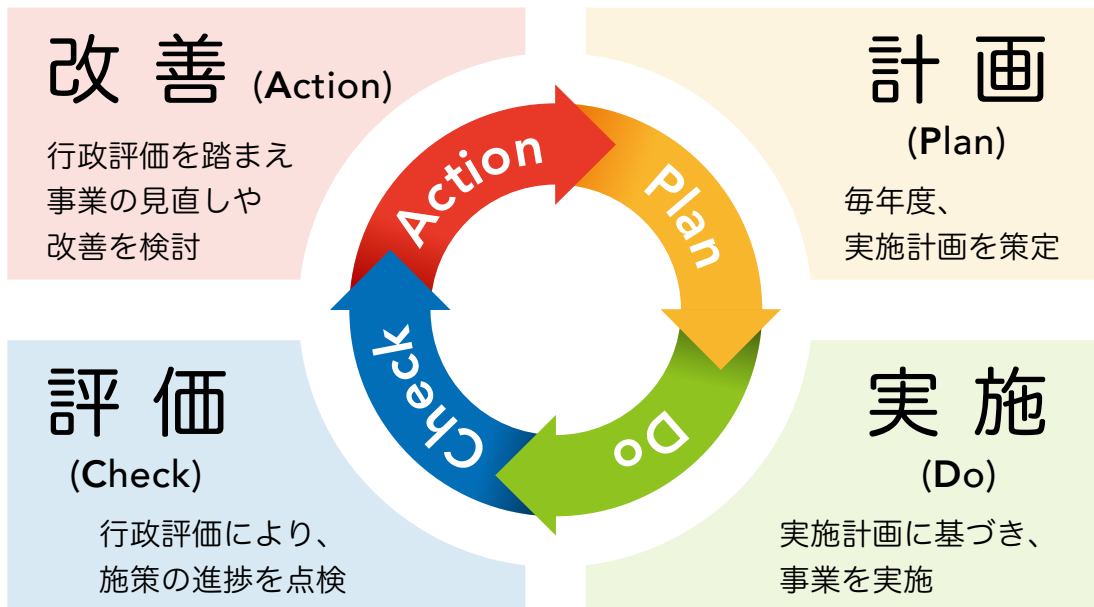 改善 (Action)
行政評価を踏まえ
事業の見直しや
改善を検討
計画
(Plan)
毎年度、
実施計画を策定
Action
Plan
Check
Do
評価
(Check)
行政評価により、
施策の進捗を点検
実施
(Do)
実施計画に基づき、
事業を実施